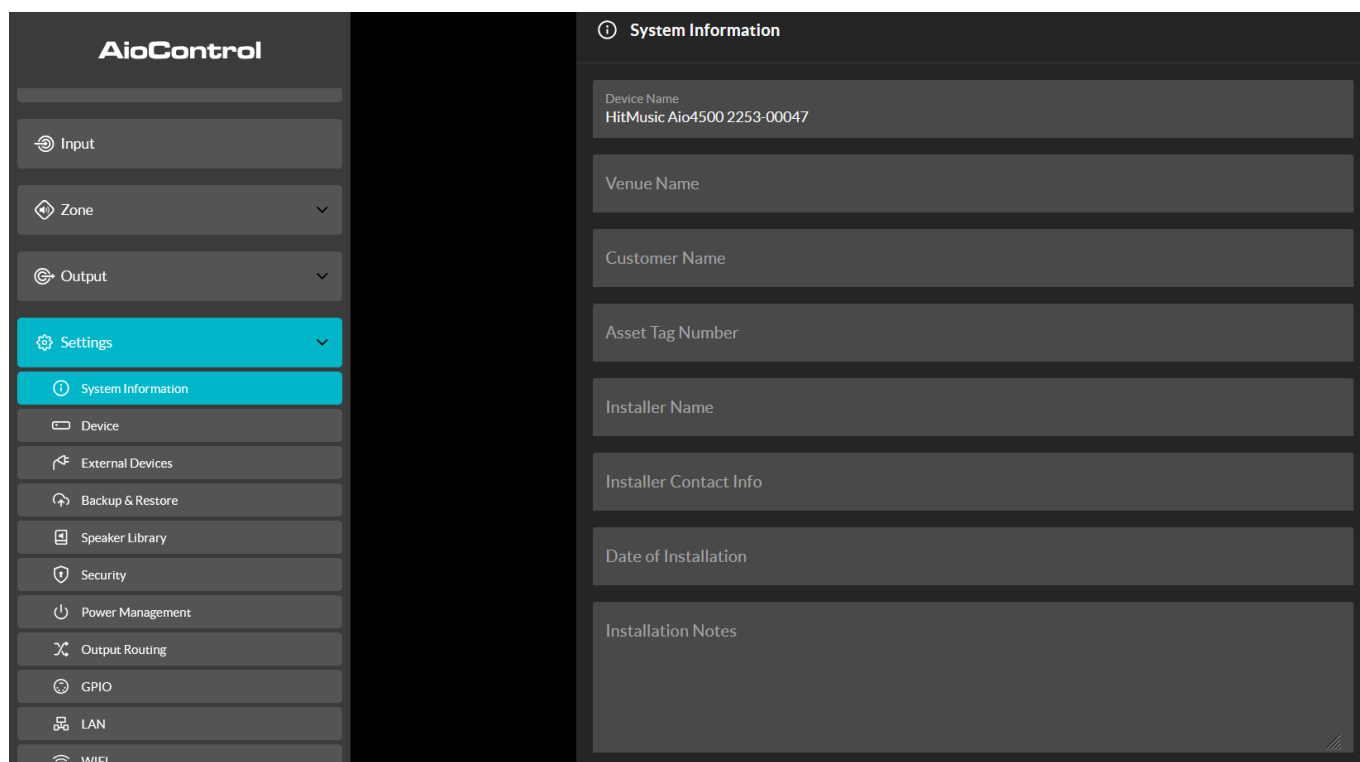 AioControl
Input
Zone
Output
Settings
System Information
Device
External Devices
Backup & Restore
Speaker Library
Security
Power Management
Output Routing
GPIO
LAN
WIFI
System Information
Device Name
HitMusic Aio4500 2253-00047
Venue Name
Customer Name
Asset Tag Number
Installer Name
Installer Contact Info
Date of Installation
Installation Notes